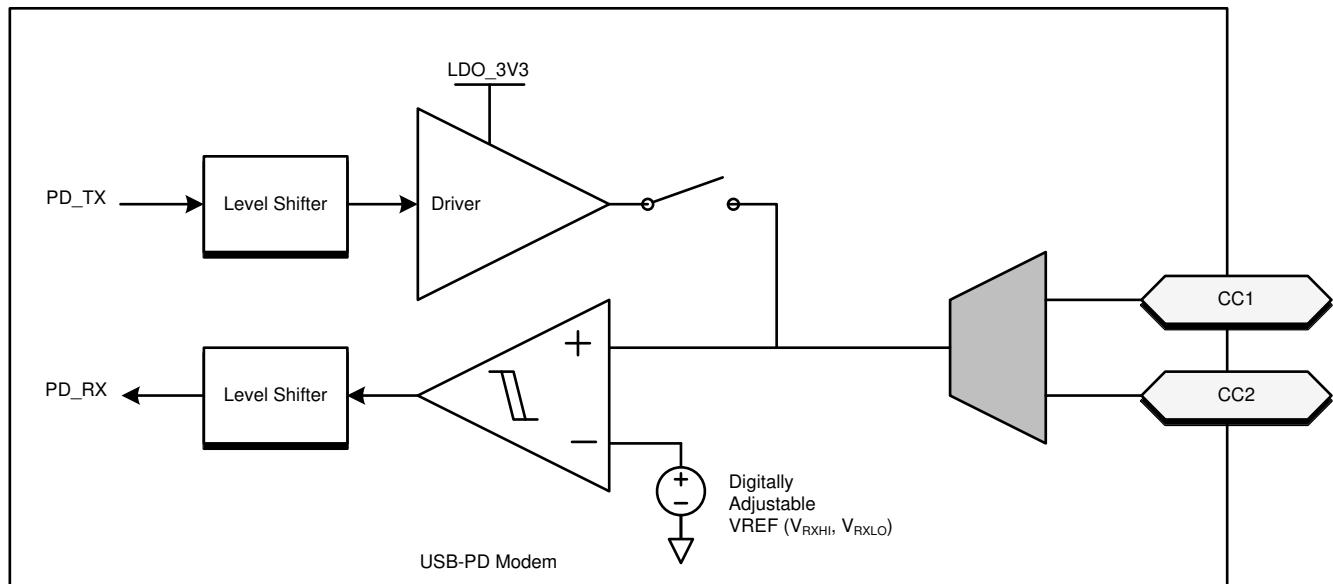 LDO_3V3
PD_TX
Level Shifter
Driver
CC1
+
PD_RX
Level Shifter
CC2
−
+
−
Digitally
Adjustable
VREF (VRXHI, VRXLO)
USB-PD Modem